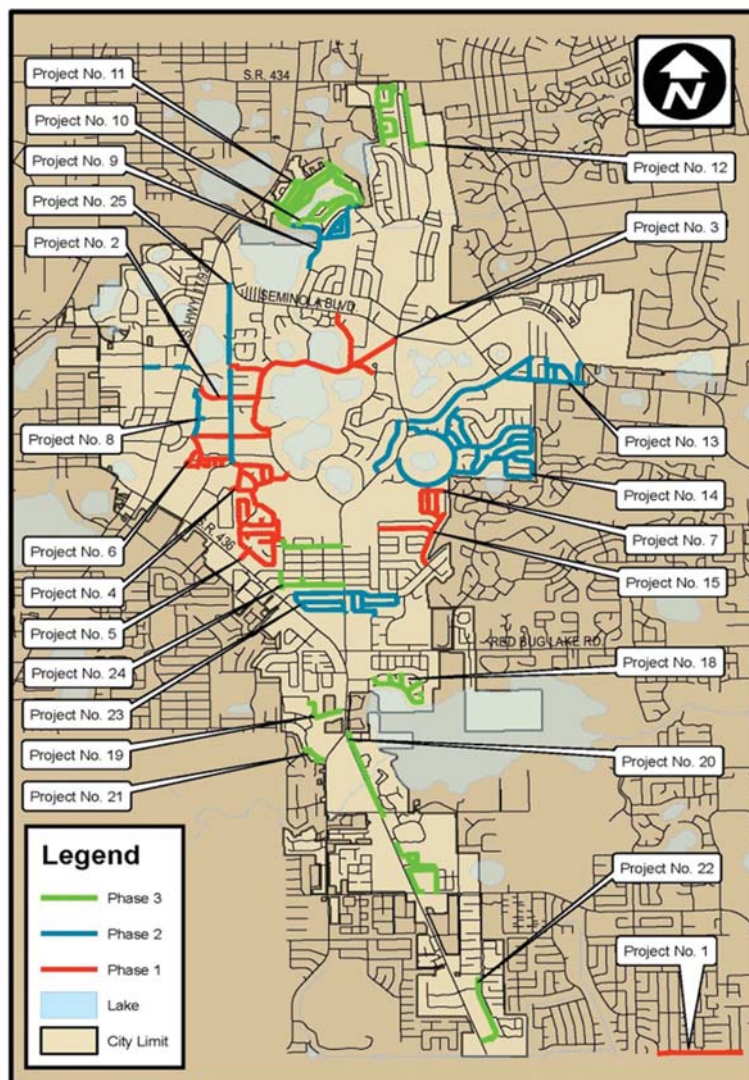 S.R. 434
N
Project No. 11
Project No. 10
Project No. 9
Project No. 25
Project No. 2
Project No. 12
Project No. 3
SEMINOLA BLVD.
Project No. 8
Project No. 13
Project No. 14
Project No. 6
Project No. 7
Project No. 4
S.R. 436
Project No. 15
Project No. 5
Project No. 24
RED BUG LAKE RD.
Project No. 18
Project No. 23
Project No. 19
Project No. 20
Project No. 21
Legend
Phase 3
Phase 2
Phase 1
Lake
City Limit
Project No. 22
Project No. 1